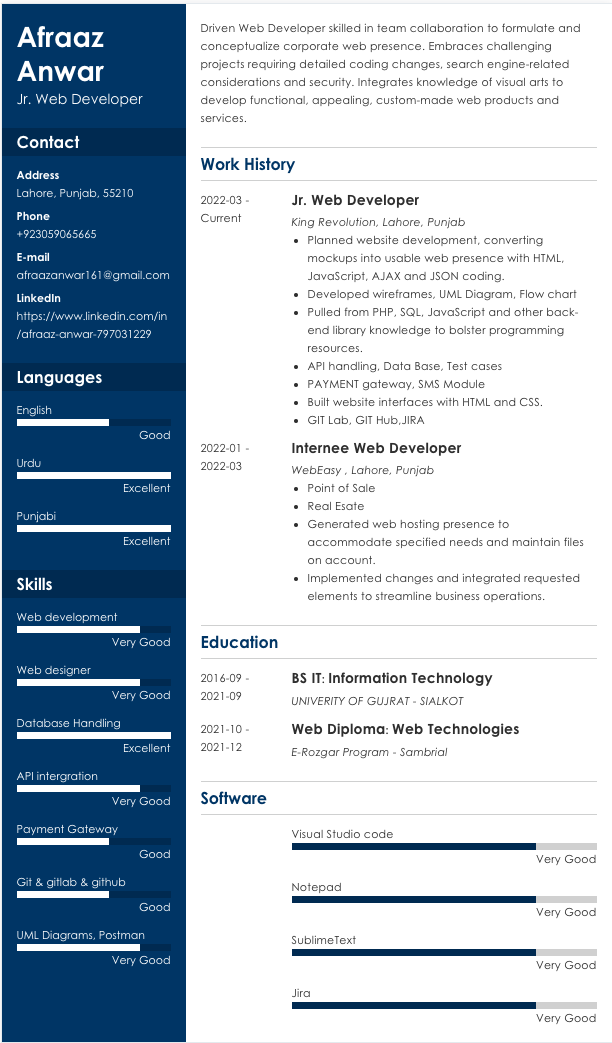 Afraaz
Anwar
Jr. Web Developer
Contact
Address
Lahore, Punjab, 55210
Phone
+923059065665
E-mail
afraazanwar161@gmail.com
LinkedIn
https://www.linkedin.com/in
/afraaz-anwar-797031229
Languages
English
Good
Urdu
Excellent
Punjabi
Excellent
Skills
Web development
Very Good
Web designer
Very Good
Database Handling
Excellent
API intergration
Very Good
Payment Gateway
Good
Git & gitlab & github
Good
UML Diagrams, Postman
Very Good
Driven Web Developer skilled in team collaboration to formulate and
conceptualize corporate web presence. Embraces challenging
projects requiring detailed coding changes, search engine-related
considerations and security. Integrates knowledge of visual arts to
develop functional, appealing, custom-made web products and
services.
Work History
2022-03 -
Current
Jr. Web Developer
King Revolution, Lahore, Punjab
• Planned website development, converting
mockups into usable web presence with HTML,
JavaScript, AJAX and JSON coding.
• Developed wireframes, UML Diagram, Flow chart
• Pulled from PHP, SQL, JavaScript and other back-
end library knowledge to bolster programming
resources.
• API handling, Data Base, Test cases
• PAYMENT gateway, SMS Module
• Built website interfaces with HTML and CSS.
• GIT Lab, GIT Hub,JIRA
2022-01 -
2022-03
Internee Web Developer
WebEasy , Lahore, Punjab
• Point of Sale
• Real Esate
• Generated web hosting presence to
accommodate specified needs and maintain files
on account.
• Implemented changes and integrated requested
elements to streamline business operations.
Education
2016-09 -
2021-09
BS IT: Information Technology
UNIVERITY OF GUJRAT - SIALKOT
2021-10 -
2021-12
Web Diploma: Web Technologies
E-Rozgar Program - Sambrial
Software
Visual Studio code
Very Good
Notepad
Very Good
SublimeText
Very Good
Jira
Very Good